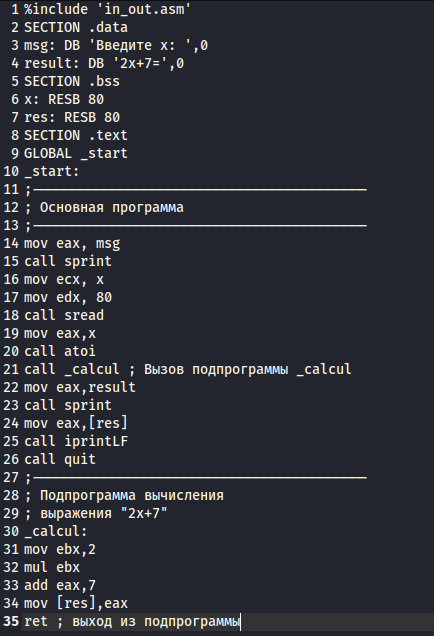 1 %include 'in_out.asm'
2 SECTION .data
3 msg: DB 'Введите x: ',0
4 result: DB '2x+7=',0
5 SECTION .bss
6 x: RESB 80
7 res: RESB 80
8 SECTION .text
9 GLOBAL _start
10 _start:
11 ;------------------------------------------
12 ; Основная программа
13 ;------------------------------------------
14 mov eax, msg
15 call sprint
16 mov ecx, x
17 mov edx, 80
18 call sread
19 mov eax,x
20 call atoi
21 call _calcul ; Вызов подпрограммы _calcul
22 mov eax,result
23 call sprint
24 mov eax,[res]
25 call iprintLF
26 call quit
27 ;------------------------------------------
28 ; Подпрограмма вычисления
29 ; выражения "2x+7"
30 _calcul:
31 mov ebx,2
32 mul ebx
33 add eax,7
34 mov [res],eax
35 ret ; выход из подпрограммы